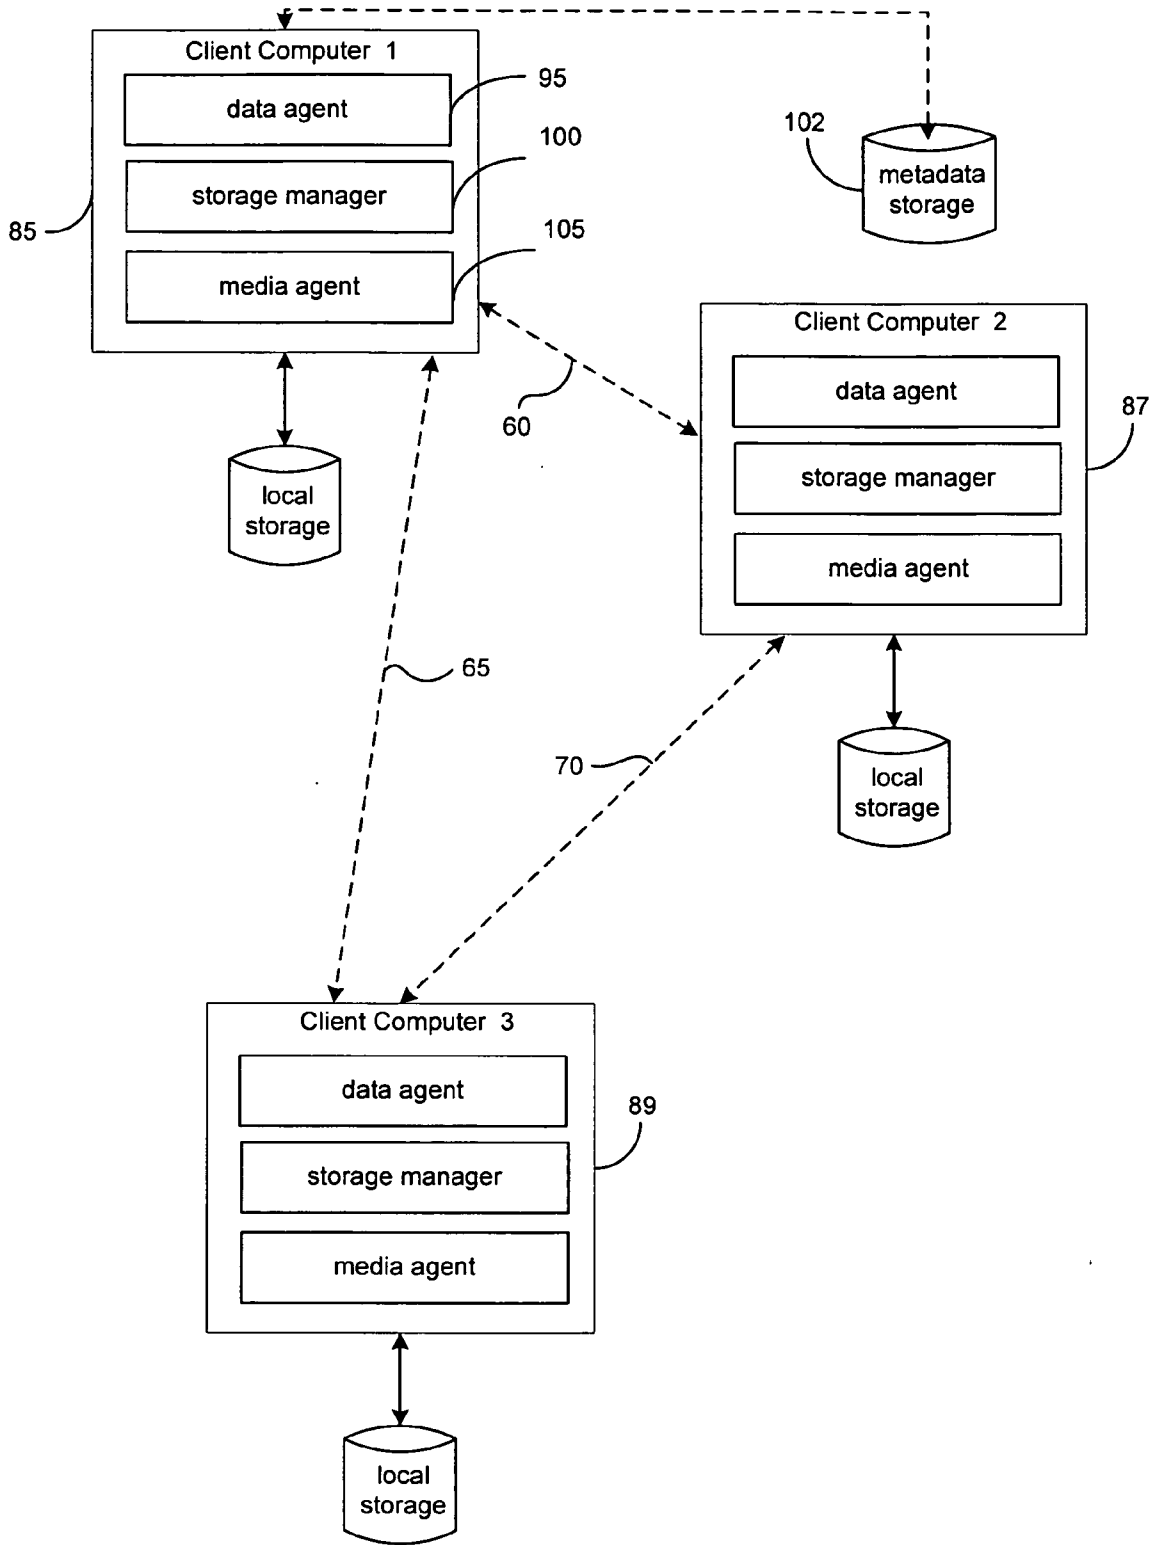 Client Computer 1
data agent
95
storage manager
100
media agent
105
85
102
metadata
storage
local
storage
60
Client Computer 2
data agent
storage manager
media agent
87
local
storage
65
70
Client Computer 3
data agent
storage manager
media agent
89
local
storage